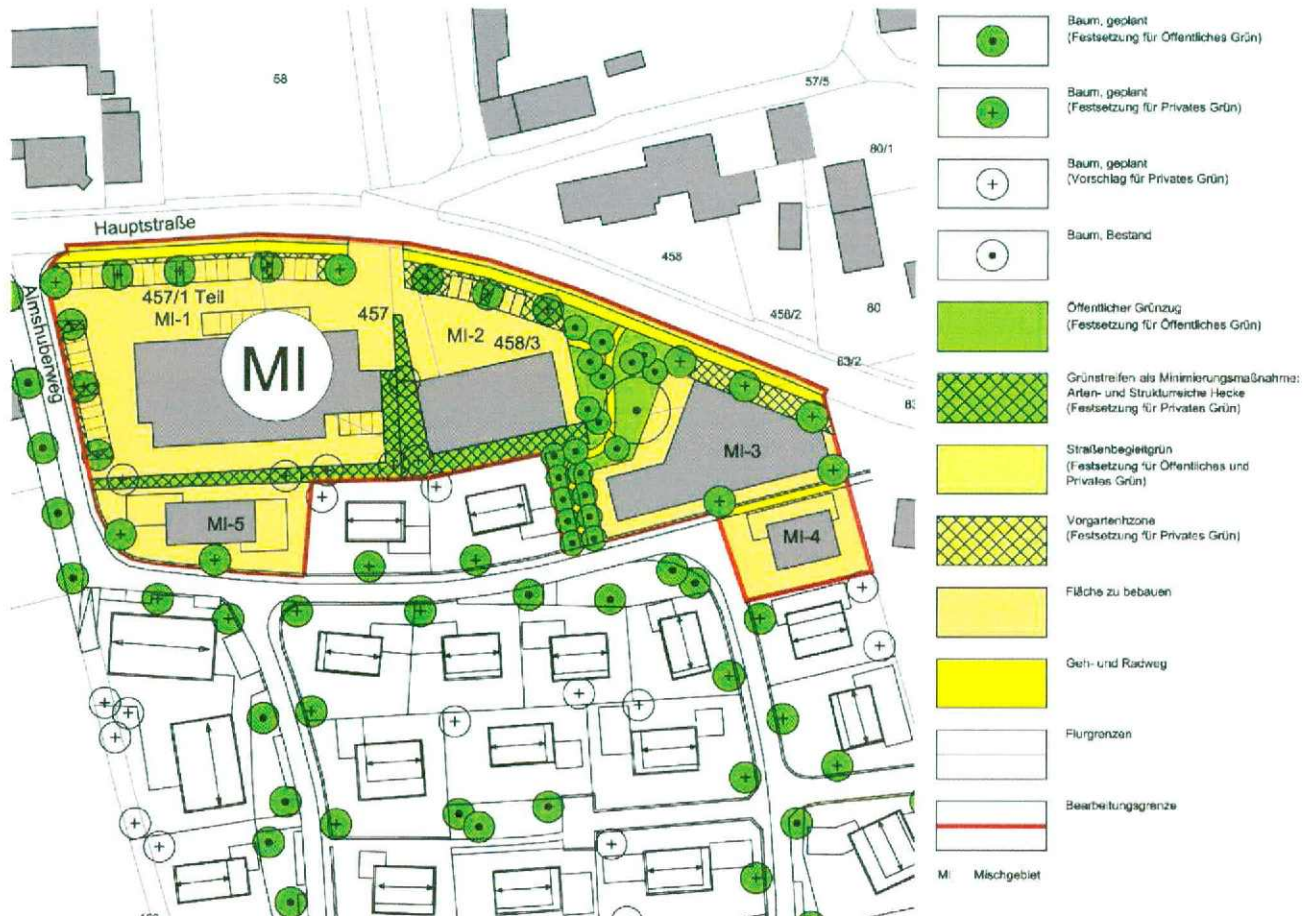 58
57/5
80/1
Hauptstraße
458
80
458/2
83/2
Almshuberweg
457/1 Teil
MI-1
457
MI-2
458/3
MI
MI-3
MI-4
MI-5
Baum, geplant
(Festsetzung für Öffentliches Grün)
Baum, geplant
(Festsetzung für Privates Grün)
Baum, geplant
(Vorschlag für Privates Grün)
Baum, Bestand
Öffentlicher Grünzug
(Festsetzung für Öffentliches Grün)
Grünstreifen als Minimierungsmaßnahme:
Arten- und Strukturreiche Hecke
(Festsetzung für Privates Grün)
Straßenbegleitgrün
(Festsetzung für Öffentliches und
Privates Grün)
Vorgartenhzone
(Festsetzung für Privates Grün)
Fläche zu bebauen
Geh- und Radweg
Flurgrenzen
Bearbeitungsgrenze
MI Mischgebiet